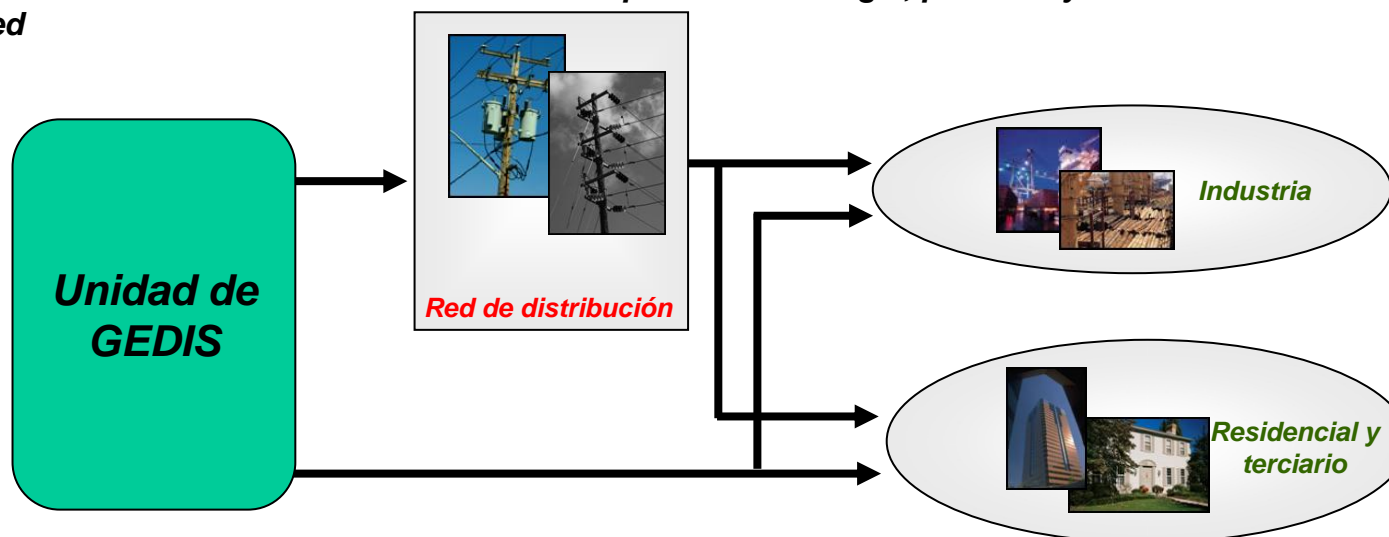 ed
Red de distribución
Unidad de
GEDIS
Industria
Residencial y
terciario